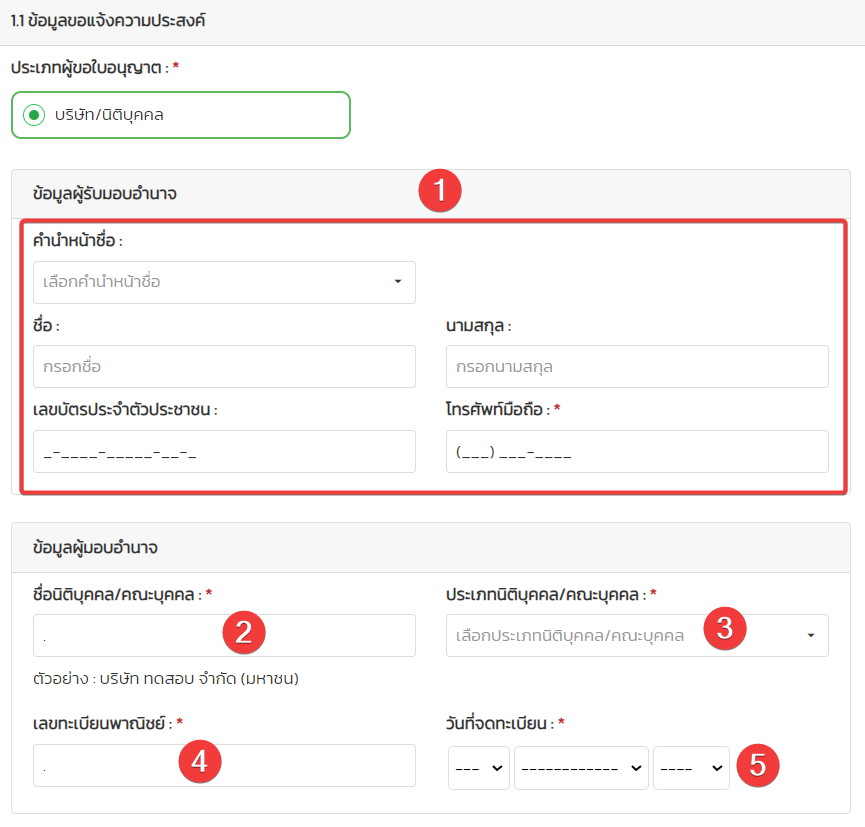 1.1 ข้อมูลขอแจ้งความประสงค์
ประเภทผู้ขอใบอนุญาต : *
บริษัท/นิติบุคคล
ข้อมูลผู้รับมอบอำนาจ 1
คำนำหน้าชื่อ :
เลือกคำนำหน้าชื่อ
ชื่อ : นามสกุล :
กรอกชื่อ กรอกนามสกุล
เลขบัตรประจำตัวประชาชน : โทรศัพท์มือถือ : *
_-____-_____-__-_ (___) ___-____
ข้อมูลผู้มอบอำนาจ
ชื่อนิติบุคคล/คณะบุคคล : * ประเภทนิติบุคคล/คณะบุคคล : *
. 2 เลือกประเภทนิติบุคคล/คณะบุคคล 3
ตัวอย่าง : บริษัท ทดสอบ จำกัด (มหาชน)
เลขทะเบียนพาณิชย์ : * วันที่จดทะเบียน : *
. 4 --- ------------ ---- 5